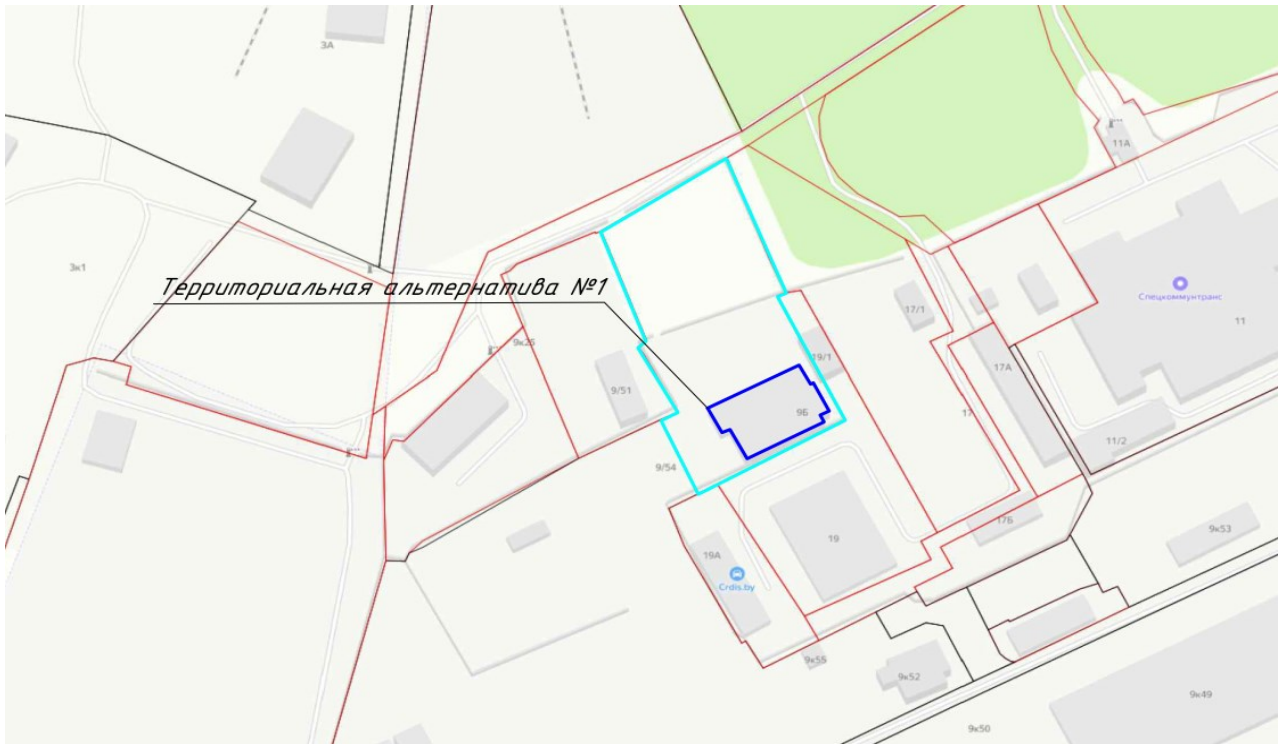 3А
11А
3к1
Территориальная альтернатива №1
Спецкоммунтранс
17/1
11
9к25
19/1
17А
9/51
9Б
17
11/2
9/54
17Б
9к53
19А
19
Crdis.by
9к55
9к52
9к49
9к50